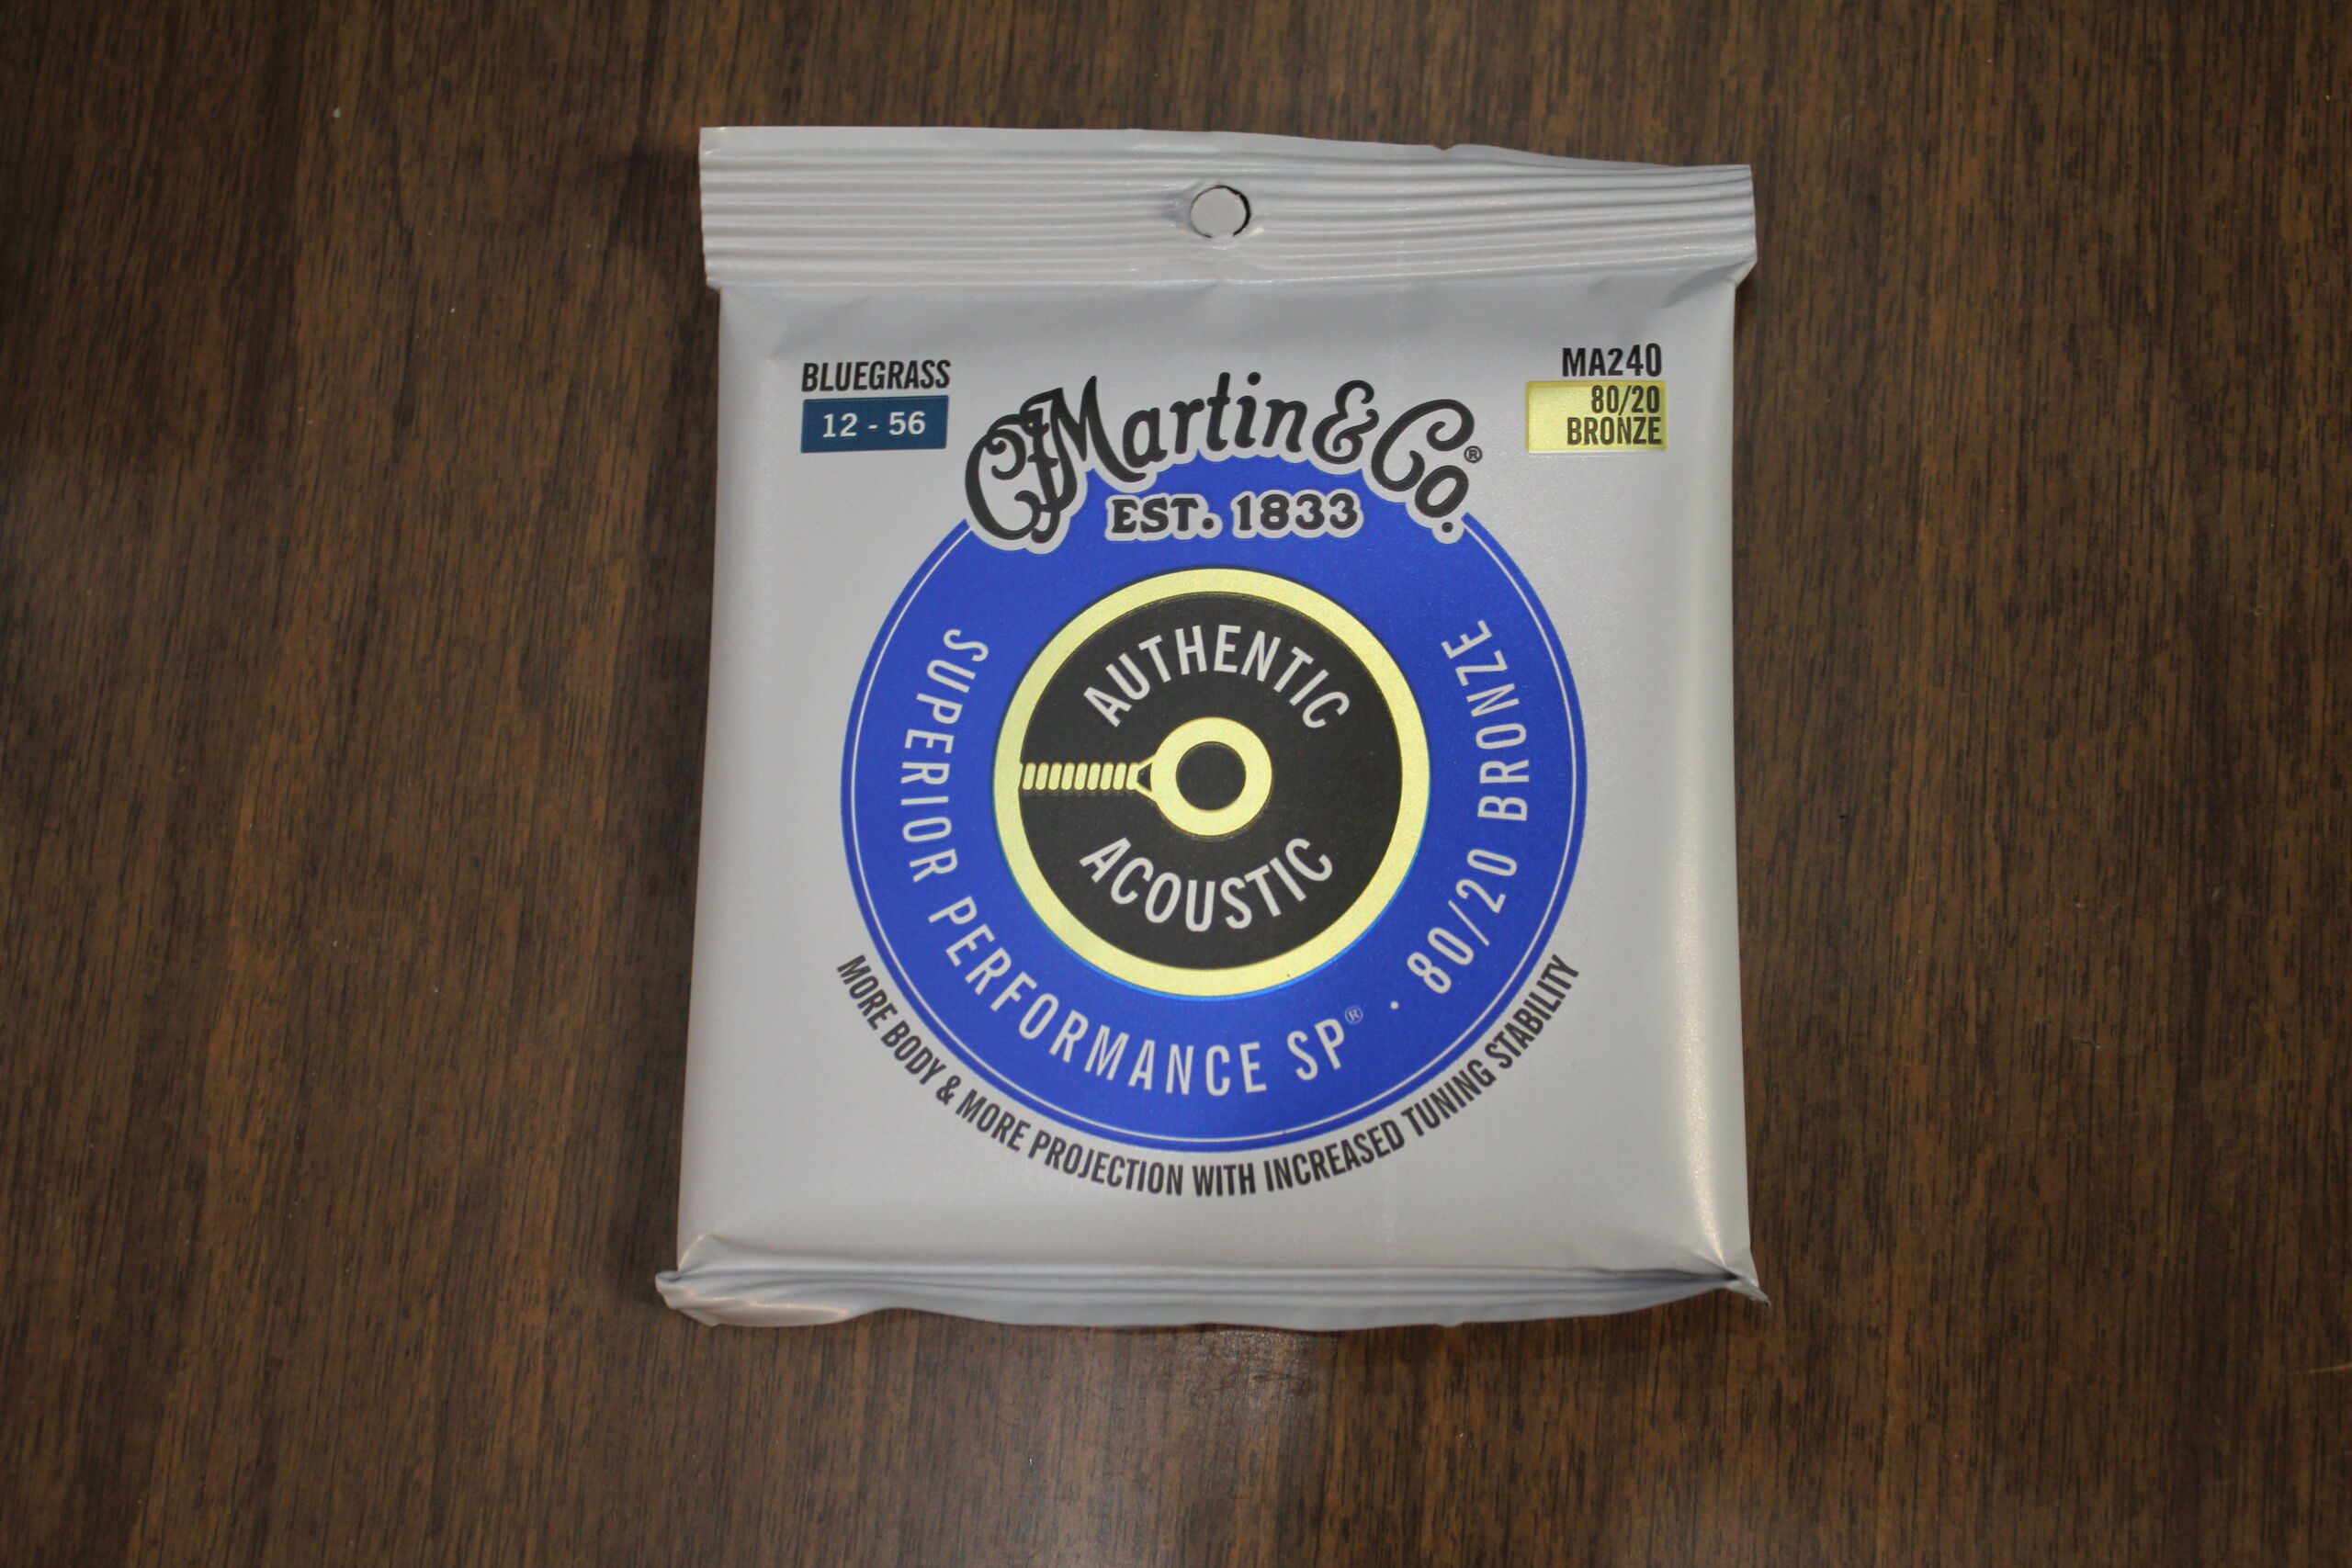 BLUEGRASS
12 - 56
MA240
80/20
BRONZE
CF Martin & Co.®
EST. 1833
AUTHENTIC
ACOUSTIC
SUPERIOR PERFORMANCE SP® · 80/20 BRONZE
MORE BODY & MORE PROJECTION WITH INCREASED TUNING STABILITY